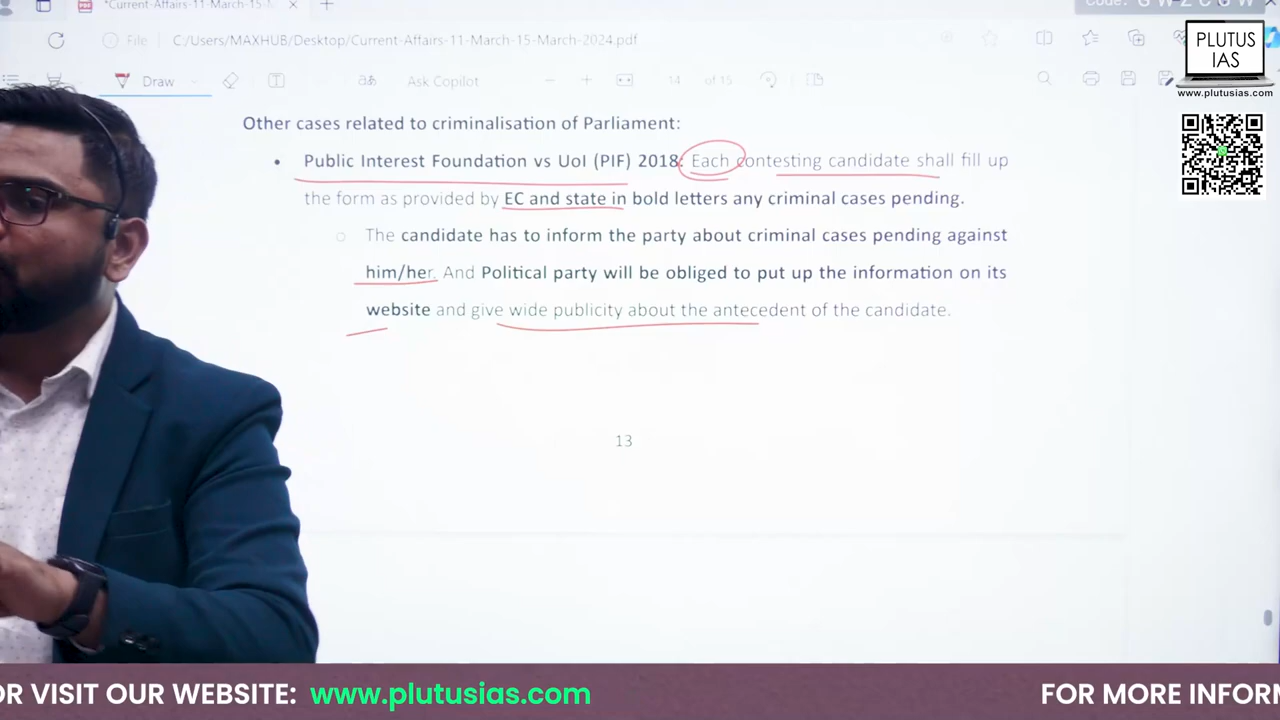 *Current-Affairs-11-March-15-M
Code: G W Z C G W
File
C:/Users/MAXHUB/Desktop/Current-Affairs-11-March-15-March-2024.pdf
PLUTUS
IAS
www.plutusias.com
Draw
Ask Copilot
14 of 15
Other cases related to criminalisation of Parliament:
• Public Interest Foundation vs UoI (PIF) 2018: Each contesting candidate shall fill up
the form as provided by EC and state in bold letters any criminal cases pending.
○ The candidate has to inform the party about criminal cases pending against
him/her. And Political party will be obliged to put up the information on its
website and give wide publicity about the antecedent of the candidate.
13
OR VISIT OUR WEBSITE: www.plutusias.com
FOR MORE INFORM